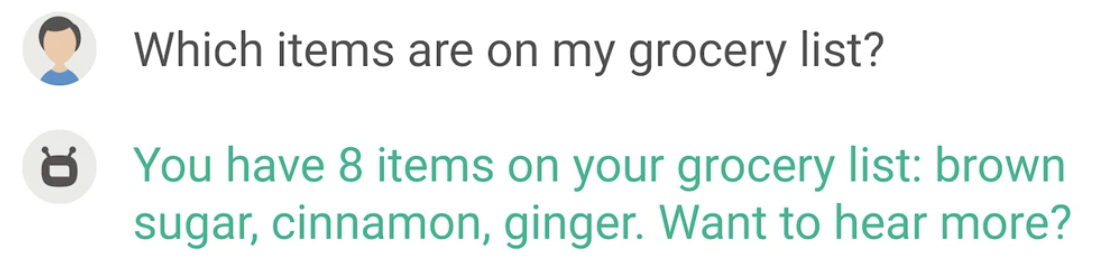 Which items are on my grocery list?
You have 8 items on your grocery list: brown
sugar, cinnamon, ginger. Want to hear more?